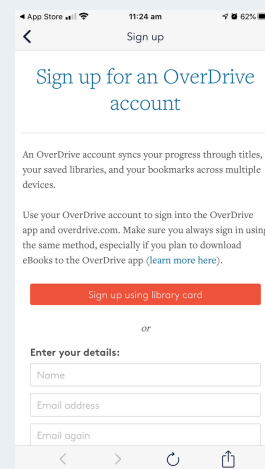 App Store 11:24 am 62%
Sign up
Sign up for an OverDrive
account
An OverDrive account syncs your progress through titles,
your saved libraries, and your bookmarks across multiple
devices.
Use your OverDrive account to sign into the OverDrive
app and overdrive.com. Make sure you always sign in using
the same method, especially if you plan to download
eBooks to the OverDrive app (learn more here).
Sign up using library card
or
Enter your details:
Name
Email address
Email again